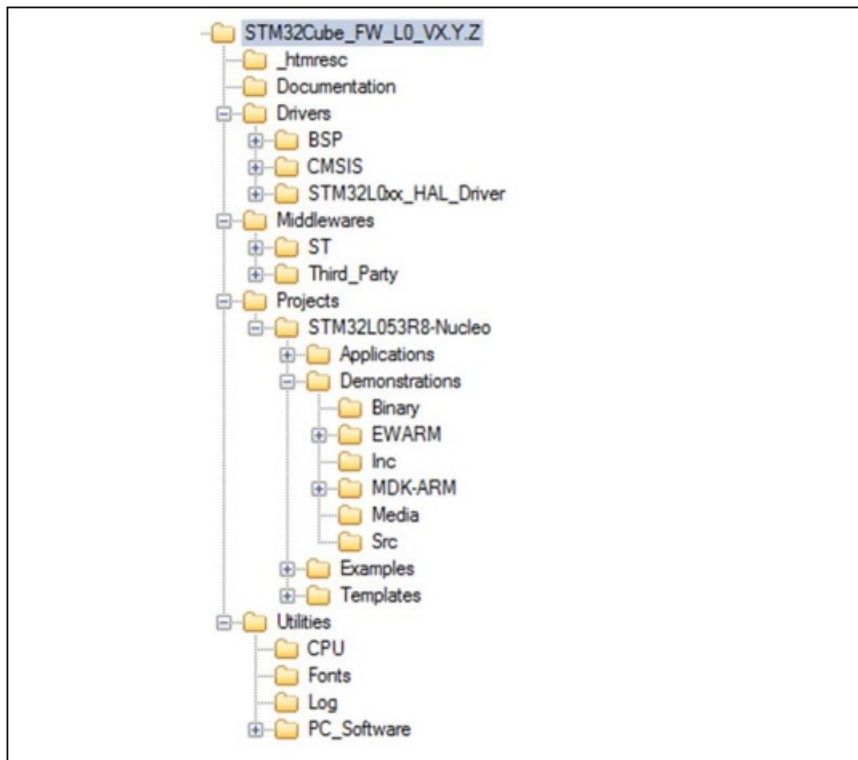 STM32Cube_FW_L0_VX.Y.Z
_htmresc
Documentation
Drivers
BSP
CMSIS
STM32L0xx_HAL_Driver
Middlewares
ST
Third_Party
Projects
STM32L053R8-Nucleo
Applications
Demonstrations
Binary
EWARM
Inc
MDK-ARM
Media
Src
Examples
Templates
Utilities
CPU
Fonts
Log
PC_Software